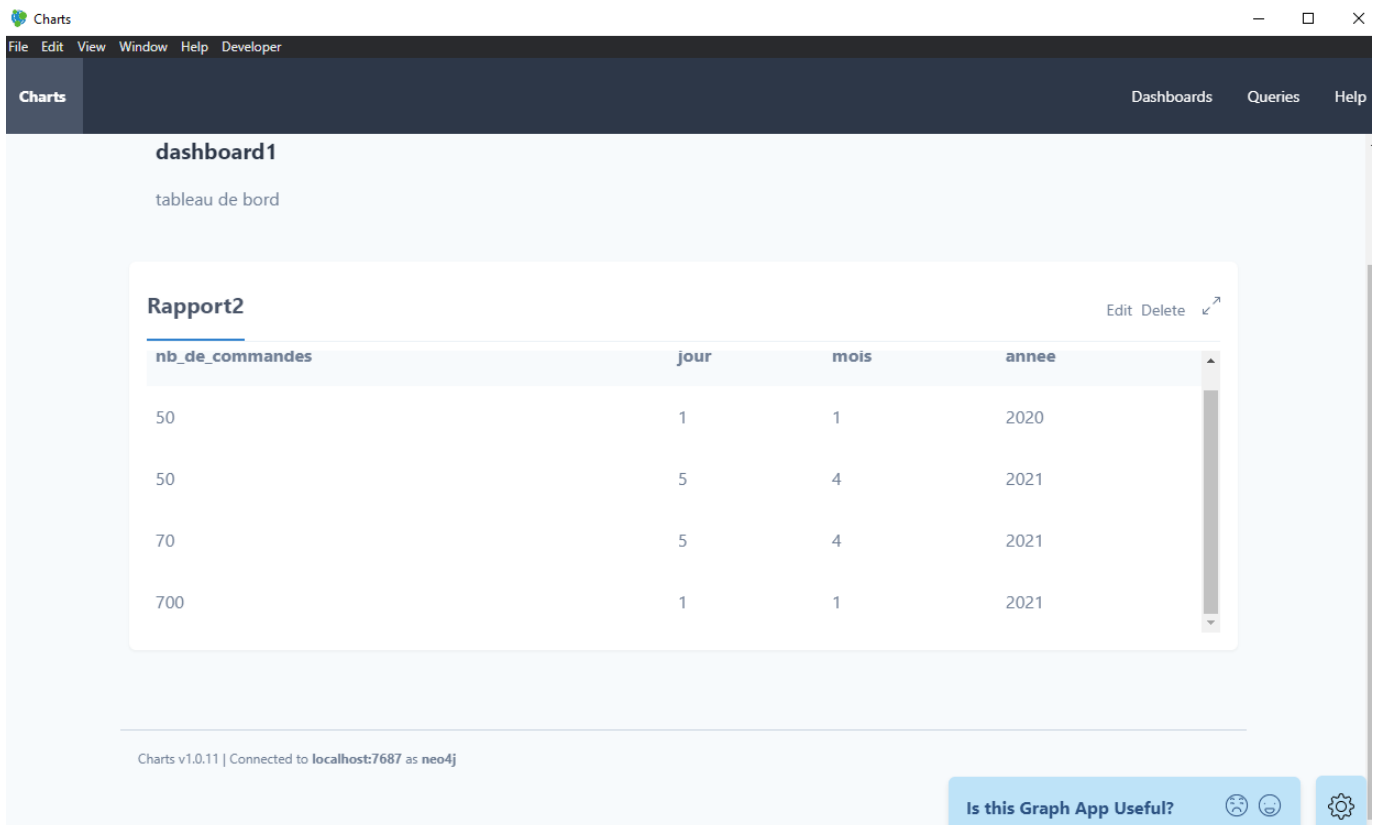 Charts
File Edit View Window Help Developer
Charts Dashboards Queries Help
dashboard1
tableau de bord
Rapport2 Edit Delete
nb_de_commandes jour mois annee
50 1 1 2020
50 5 4 2021
70 5 4 2021
700 1 1 2021
Charts v1.0.11 | Connected to localhost:7687 as neo4j
Is this Graph App Useful?